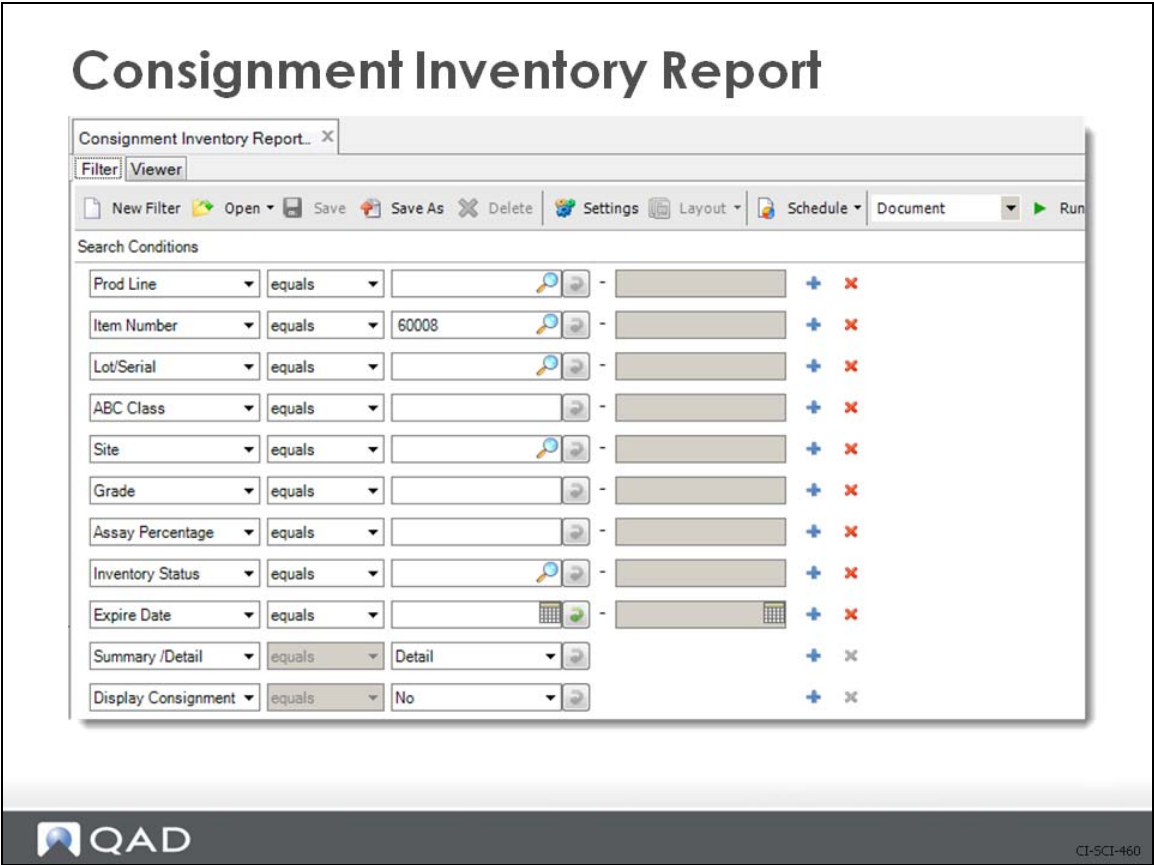 Consignment Inventory Report
Consignment Inventory Report...
Filter Viewer
New Filter Open Save Save As Delete Settings Layout Schedule Document Run
Search Conditions
Prod Line equals -
Item Number equals 60008 -
Lot/Serial equals -
ABC Class equals -
Site equals -
Grade equals -
Assay Percentage equals -
Inventory Status equals -
Expire Date equals -
Summary /Detail equals Detail
Display Consignment equals No
QAD
CI-SCI-460